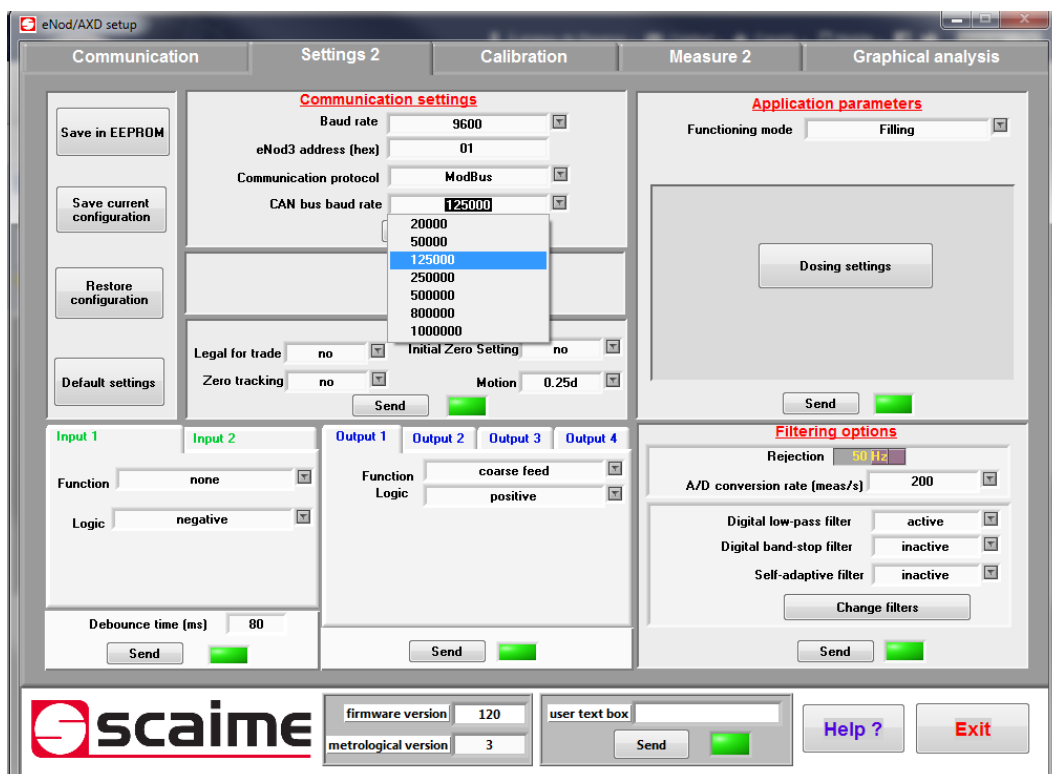 eNod/AXD setup
Communication
Settings 2
Calibration
Measure 2
Graphical analysis
Save in EEPROM
Save current
configuration
Restore
configuration
Default settings
Communication settings
Baud rate 9600
eNod3 address (hex) 01
Communication protocol ModBus
CAN bus baud rate 125000
20000
50000
125000
250000
500000
800000
1000000
Legal for trade no
Initial Zero Setting no
Zero tracking no
Motion 0.25d
Send
Application parameters
Functioning mode Filling
Dosing settings
Send
Input 1
Input 2
Function none
Logic negative
Debounce time (ms) 80
Send
Output 1
Output 2
Output 3
Output 4
Function coarse feed
Logic positive
Send
Filtering options
Rejection 50 Hz
A/D conversion rate (meas/s) 200
Digital low-pass filter active
Digital band-stop filter inactive
Self-adaptive filter inactive
Change filters
Send
scaime
firmware version 120
metrological version 3
user text box
Send
Help ?
Exit